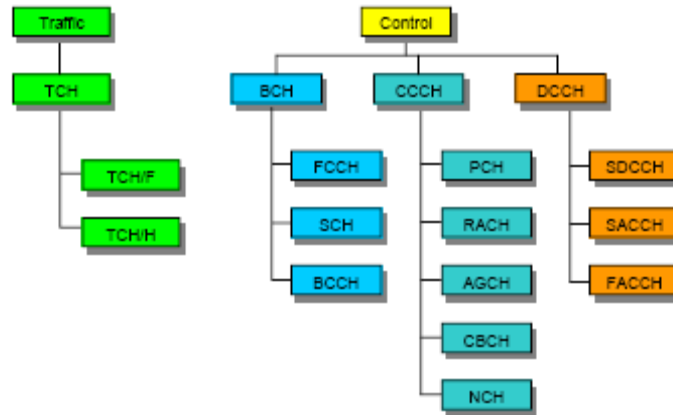 Traffic
Control
TCH
BCH
CCCH
DCCH
TCH/F
FCCH
PCH
SDCCH
TCH/H
SCH
RACH
SACCH
BCCH
AGCH
FACCH
CBCH
NCH